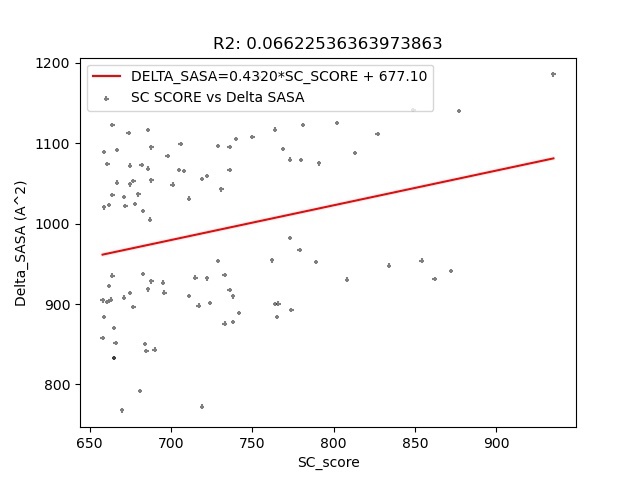 R2: 0.06622536363973863
DELTA_SASA=0.4320*SC_SCORE + 677.10
SC SCORE vs Delta SASA
1200
1100
1000
900
800
Delta_SASA (A^2)
650 700 750 800 850 900
SC_score